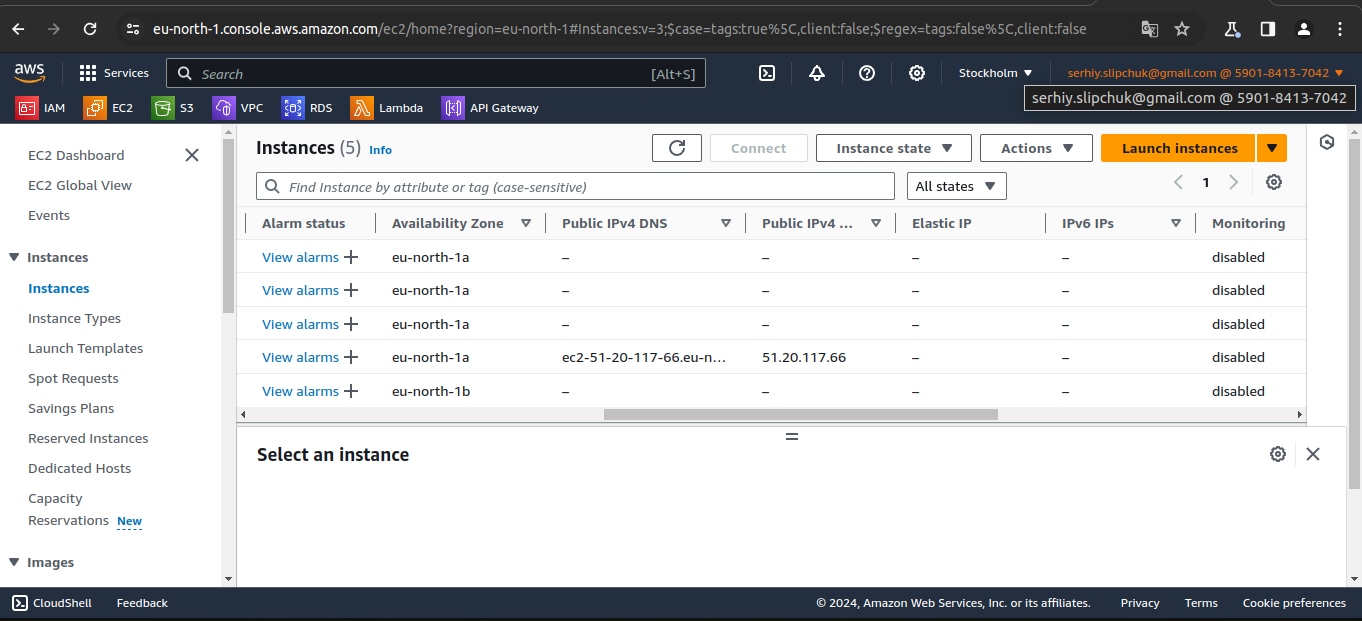 eu-north-1.console.aws.amazon.com/ec2/home?region=eu-north-1#Instances:v=3;$case=tags:true%5C,client:false;$regex=tags:false%5C,client:false
aws Services Search [Alt+S] Stockholm serhiy.slipchuk@gmail.com @ 5901-8413-7042
IAM EC2 S3 VPC RDS Lambda API Gateway
serhiy.slipchuk@gmail.com @ 5901-8413-7042
EC2 Dashboard
EC2 Global View
Events
Instances
Instances
Instance Types
Launch Templates
Spot Requests
Savings Plans
Reserved Instances
Dedicated Hosts
Capacity
Reservations New
Images
Instances (5) Info Connect Instance state Actions Launch instances
Find Instance by attribute or tag (case-sensitive) All states 1
Alarm status Availability Zone Public IPv4 DNS Public IPv4 ... Elastic IP IPv6 IPs Monitoring
View alarms + eu-north-1a – – – – disabled
View alarms + eu-north-1a – – – – disabled
View alarms + eu-north-1a – – – – disabled
View alarms + eu-north-1a ec2-51-20-117-66.eu-n... 51.20.117.66 – – disabled
View alarms + eu-north-1b – – – – disabled
Select an instance
CloudShell Feedback © 2024, Amazon Web Services, Inc. or its affiliates. Privacy Terms Cookie preferences